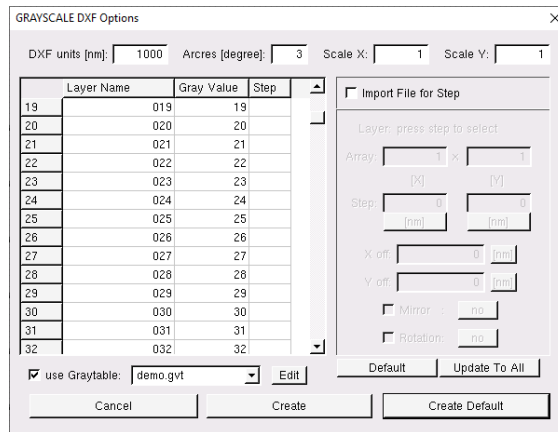 GRAYSCALE DXF Options
DXF units [nm]: 1000 Arcres [degree]: 3 Scale X: 1 Scale Y: 1
Layer Name Gray Value Step
19 019 19
20 020 20
21 021 21
22 022 22
23 023 23
24 024 24
25 025 25
26 026 26
27 027 27
28 028 28
29 029 29
30 030 30
31 031 31
32 032 32
Import File for Step
Layer: press step to select
Array: 1 × 1
[X] [Y]
Step: 0 0
[nm] [nm]
X off: 0 [nm]
Y off: 0 [nm]
Mirror : no
Rotation: no
use Graytable: demo.gvt Edit
Default Update To All
Cancel Create Create Default